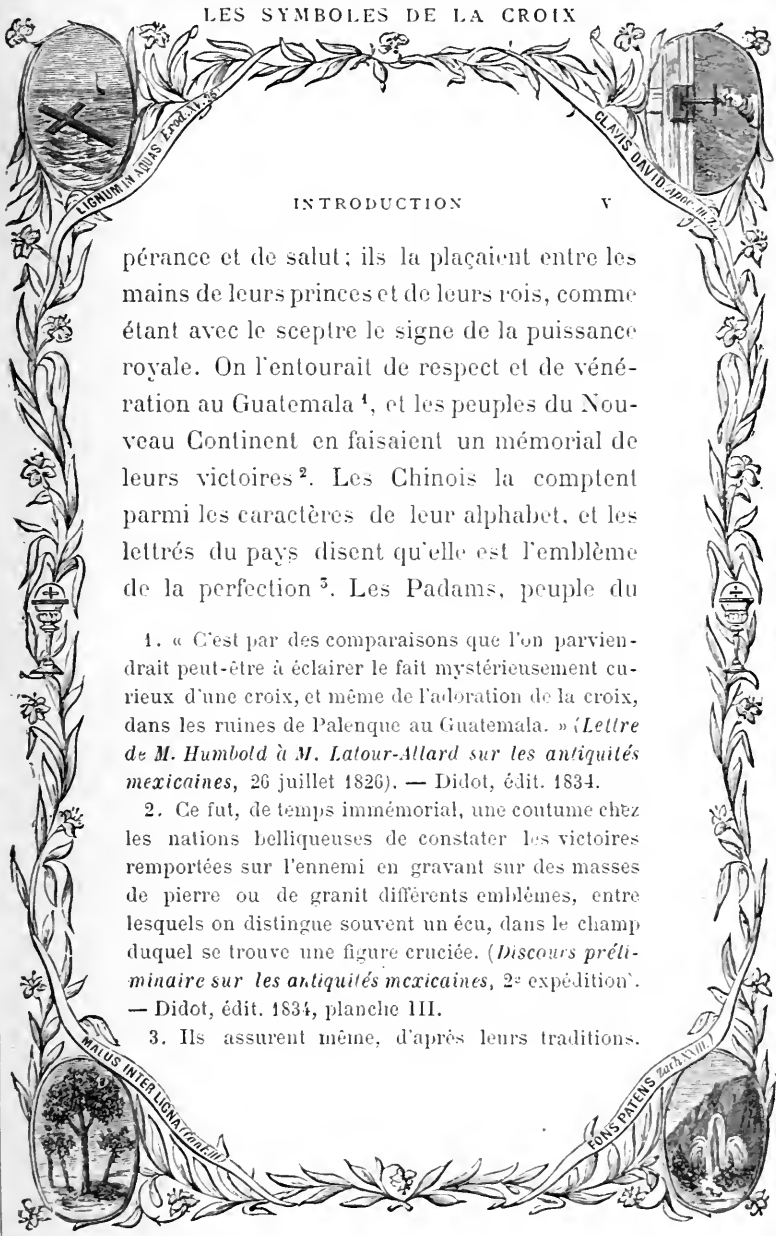 LES SYMBOLES DE LA CROIX
LIGNUM IN AQUAS Exod.
CLAVIS DAVID Apoc. III. 7.
INTRODUCTION V
pérance et de salut; ils la plaçaient entre les
mains de leurs princes et de leurs rois, comme
étant avec le sceptre le signe de la puissance
royale. On l'entourait de respect et de véné-
ration au Guatemala 1, et les peuples du Nou-
veau Continent en faisaient un mémorial de
leurs victoires 2. Les Chinois la comptent
parmi les caractères de leur alphabet, et les
lettrés du pays disent qu'elle est l'emblème
de la perfection 3. Les Padams, peuple du
1. « C'est par des comparaisons que l'on parvien-
drait peut-être à éclairer le fait mystérieusement cu-
rieux d'une croix, et même de l'adoration de la croix,
dans les ruines de Palenque au Guatemala. » (Lettre
de M. Humbold à M. Latour-Allard sur les antiquités
mexicaines, 26 juillet 1826). — Didot, édit. 1834.
2. Ce fut, de temps immémorial, une coutume chez
les nations belliqueuses de constater les victoires
remportées sur l'ennemi en gravant sur des masses
de pierre ou de granit différents emblèmes, entre
lesquels on distingue souvent un écu, dans le champ
duquel se trouve une figure cruciée. (Discours préli-
minaire sur les antiquités mexicaines, 2e expédition).
— Didot, édit. 1834, planche III.
3. Ils assurent même, d'après leurs traditions.
MALUS INTER LIGNA
FONS PATENS Zach. XXIII.